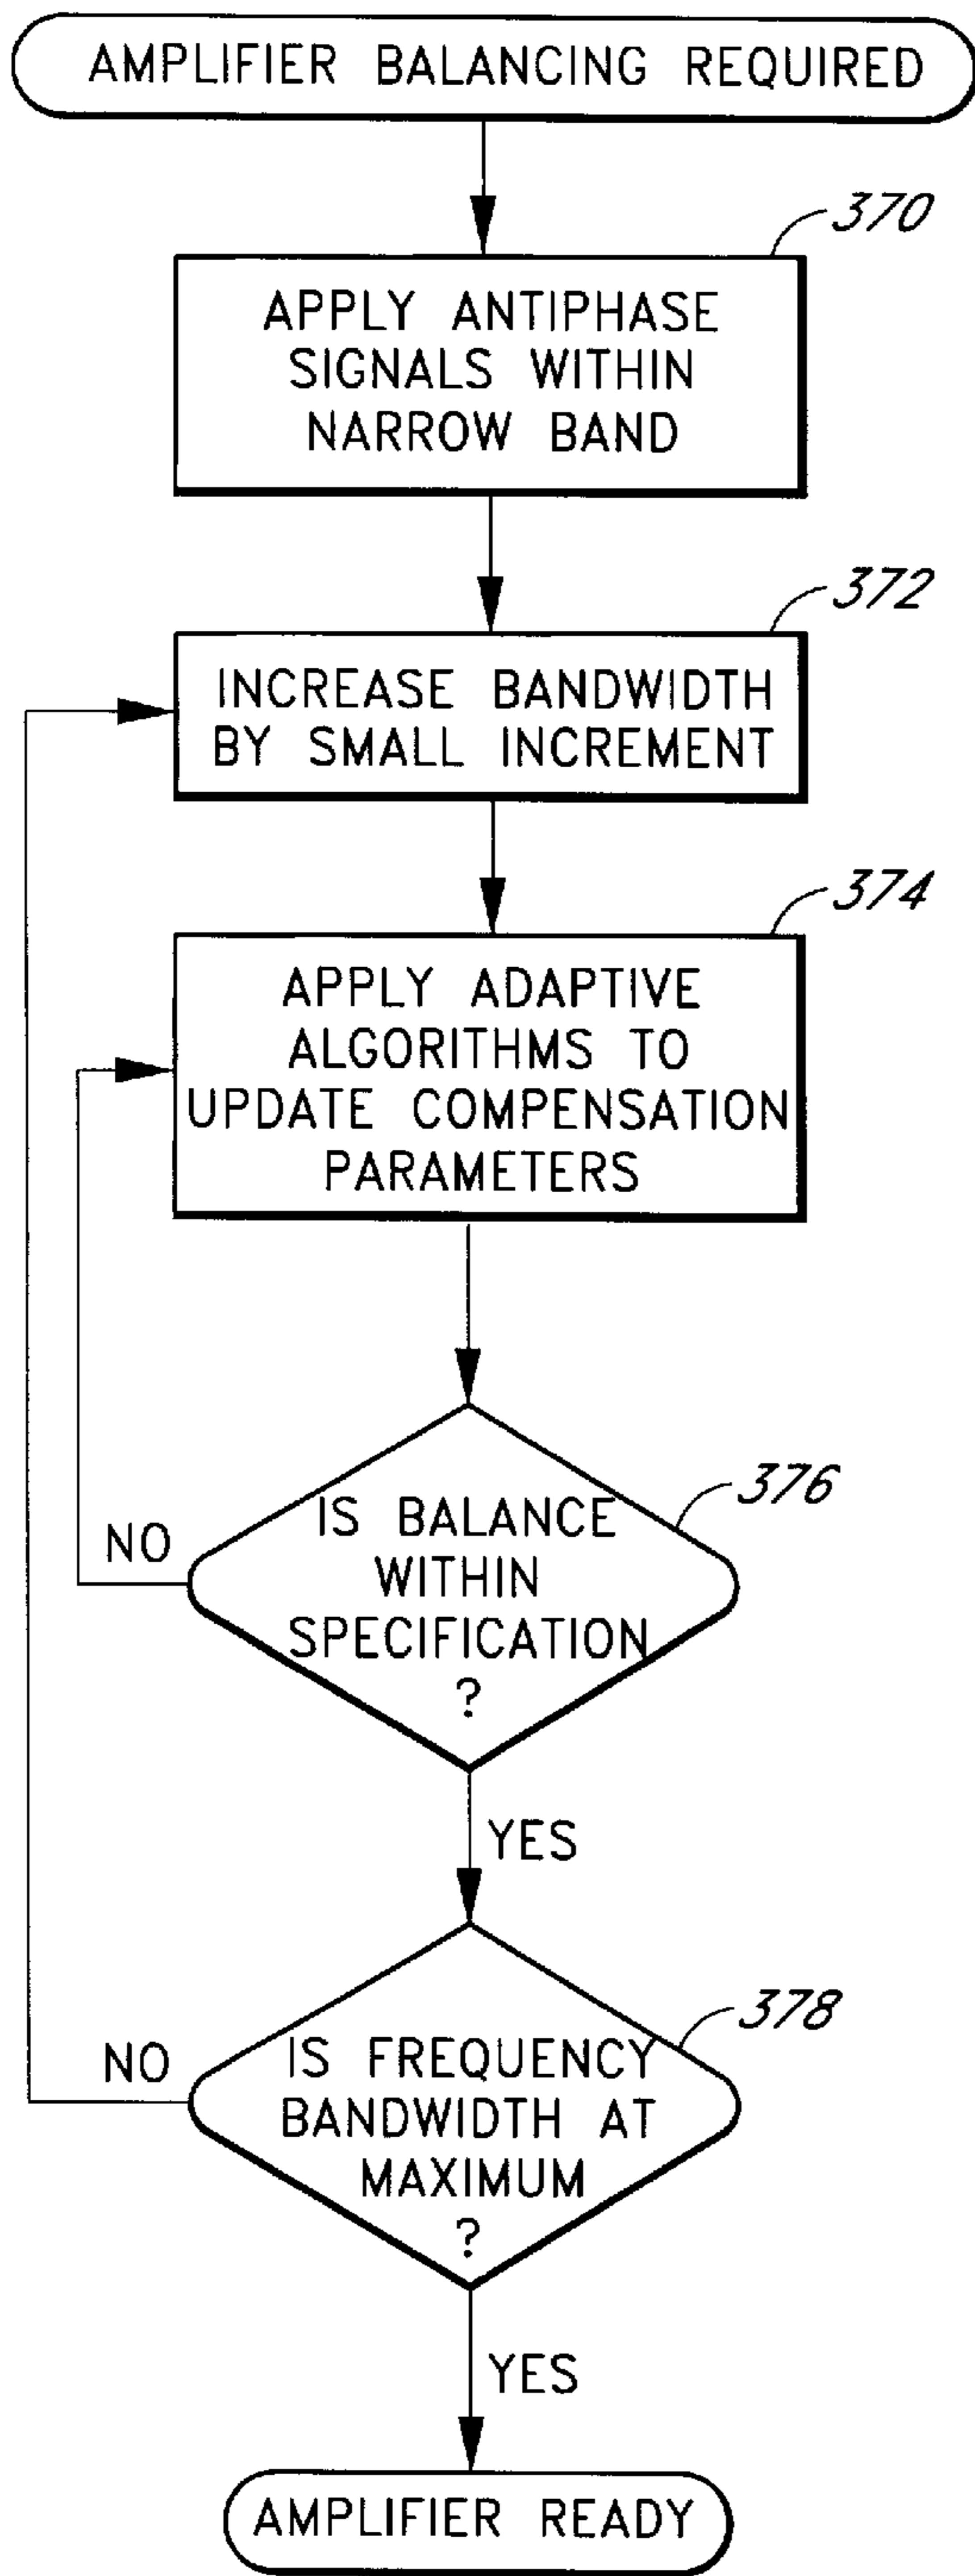 AMPLIFIER BALANCING REQUIRED
370
APPLY ANTIPHASE
SIGNALS WITHIN
NARROW BAND
372
INCREASE BANDWIDTH
BY SMALL INCREMENT
374
APPLY ADAPTIVE
ALGORITHMS TO
UPDATE COMPENSATION
PARAMETERS
376
IS BALANCE
WITHIN
SPECIFICATION
?
NO
YES
378
IS FREQUENCY
BANDWIDTH AT
MAXIMUM
?
NO
YES
AMPLIFIER READY